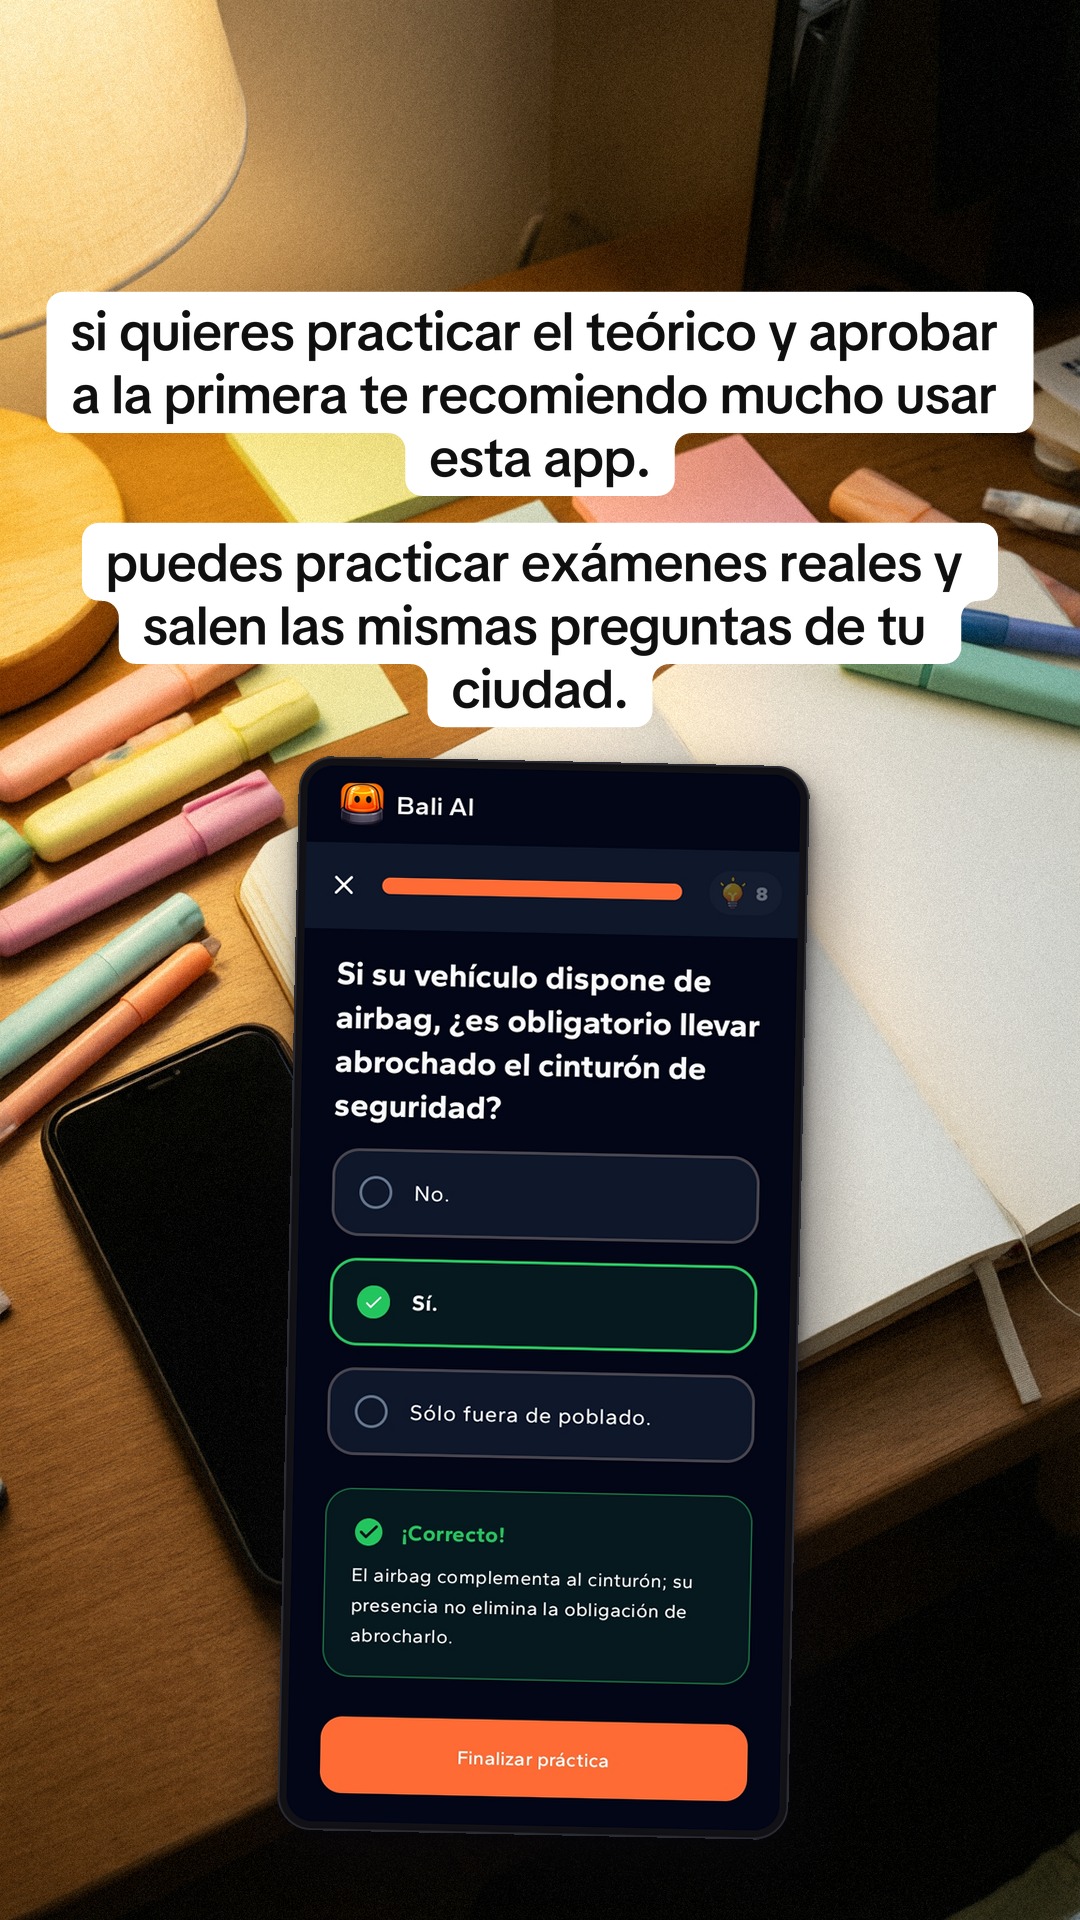 si quieres practicar el teórico y aprobar
a la primera te recomiendo mucho usar
esta app.
puedes practicar exámenes reales y
salen las mismas preguntas de tu
ciudad.
Bali AI
8
Si su vehículo dispone de
airbag, ¿es obligatorio llevar
abrochado el cinturón de
seguridad?
No.
Sí.
Sólo fuera de poblado.
¡Correcto!
El airbag complementa al cinturón; su
presencia no elimina la obligación de
abrocharlo.
Finalizar práctica